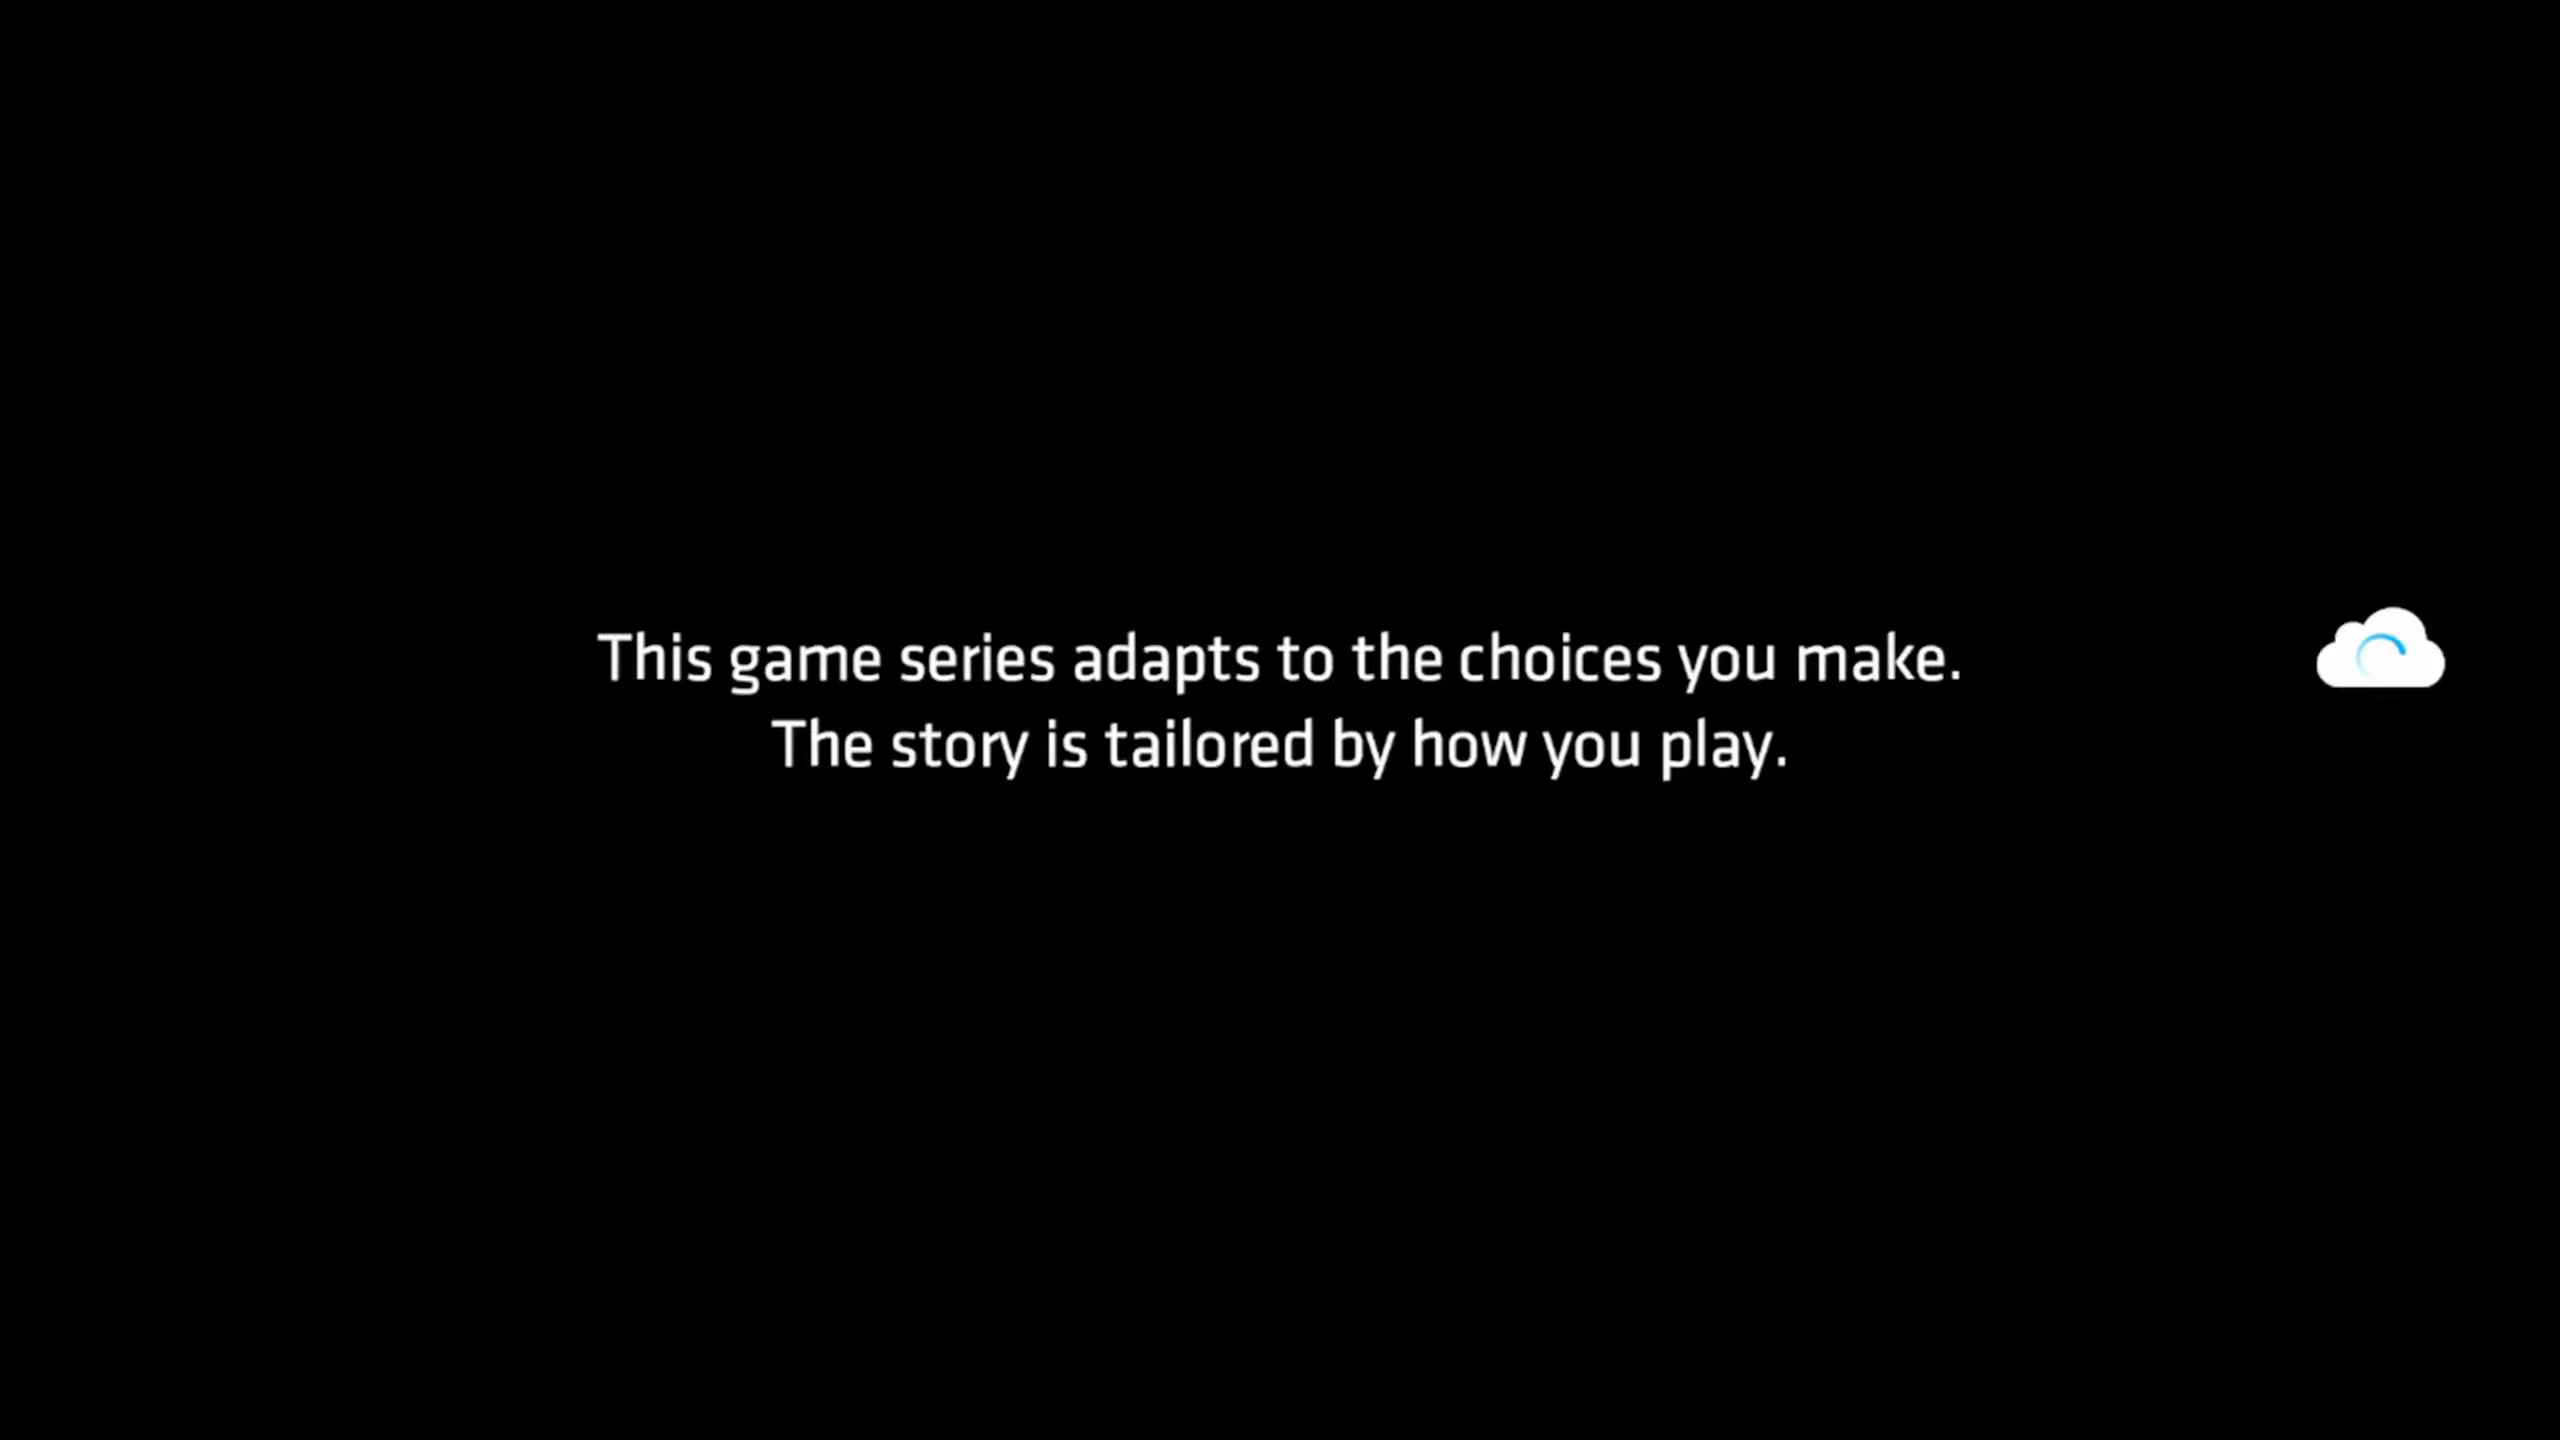 This game series adapts to the choices you make.
The story is tailored by how you play.